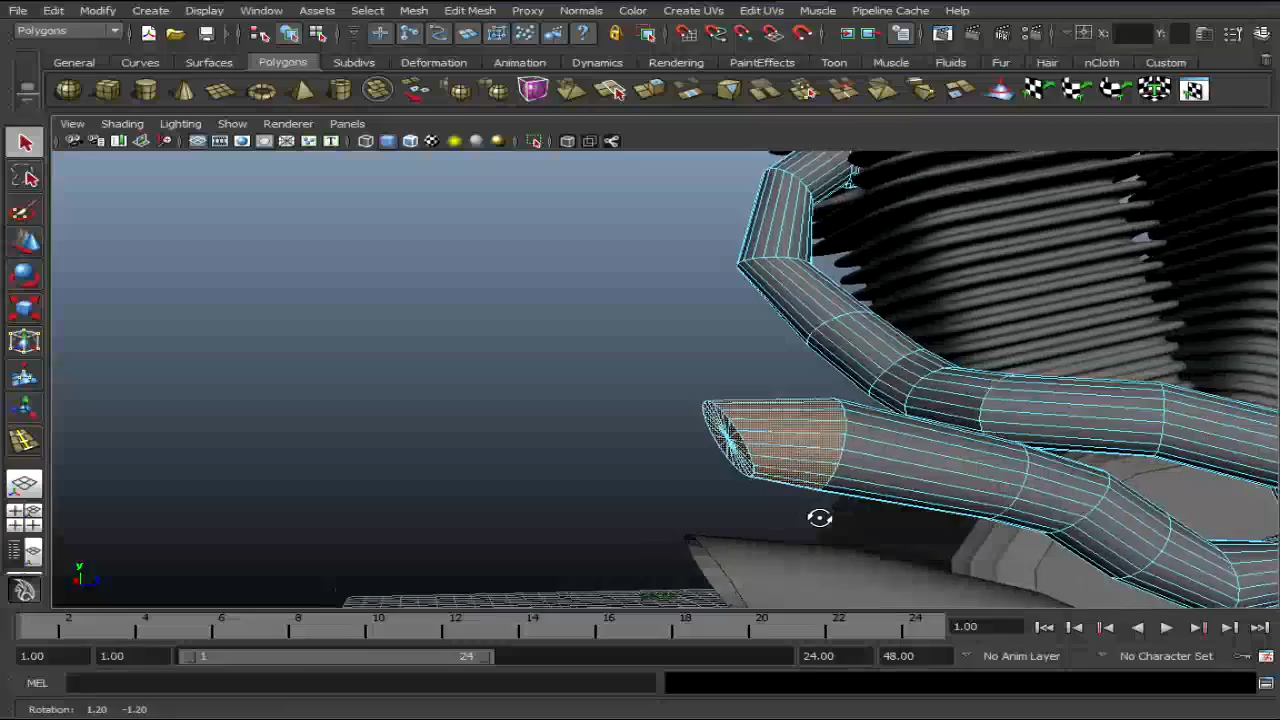 File Edit Modify Create Display Window Assets Select Mesh Edit Mesh Proxy Normals Color Create UVs Edit UVs Muscle Pipeline Cache Help
Polygons X: Y:
General Curves Surfaces Polygons Subdivs Deformation Animation Dynamics Rendering PaintEffects Toon Muscle Fluids Fur Hair nCloth Custom
View Shading Lighting Show Renderer Panels
y
2 4 6 8 10 12 14 16 18 20 22 24 1.00
1.00 1.00 1 24 24.00 48.00 No Anim Layer No Character Set
MEL
Rotation: 1.20 -1.20